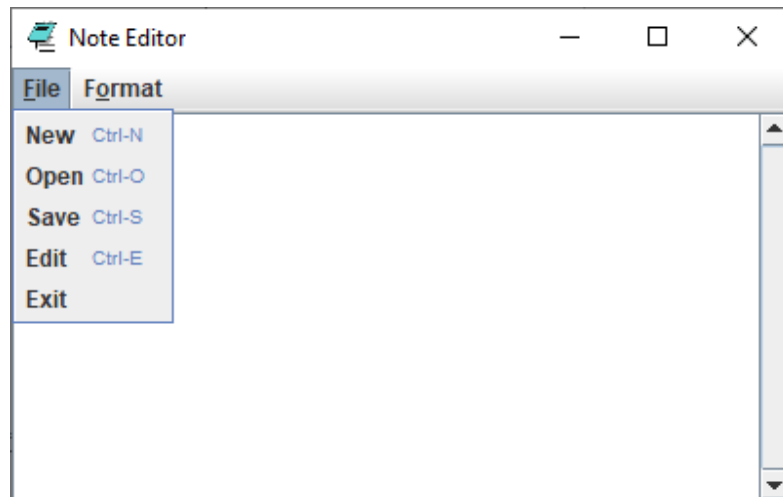 Note Editor
File Format
New Ctrl-N
Open Ctrl-O
Save Ctrl-S
Edit Ctrl-E
Exit